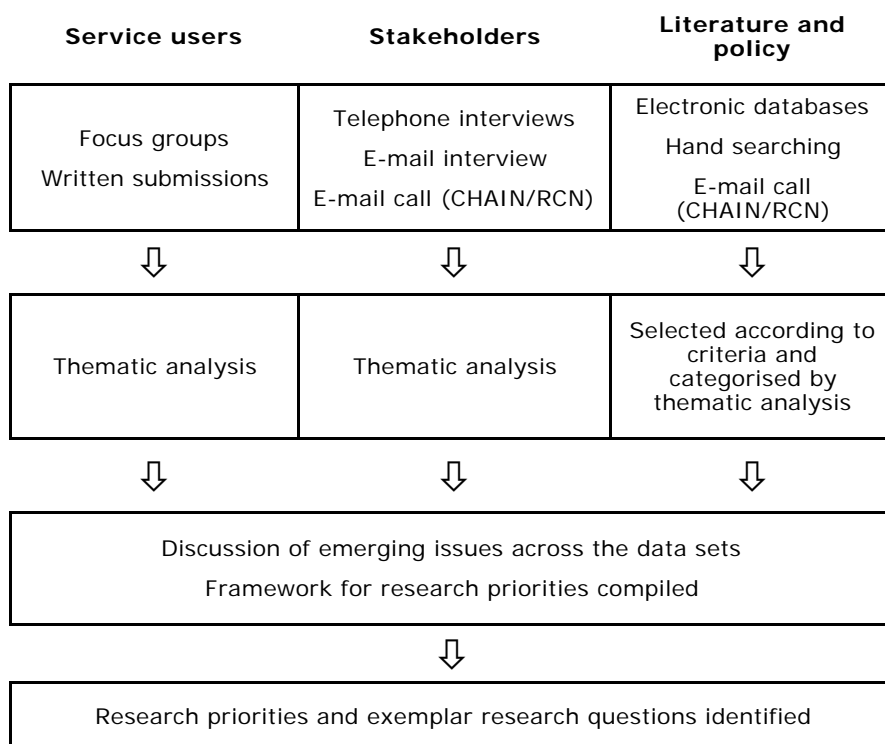 Service users
Stakeholders
Literature and
policy
Focus groups
Written submissions
Telephone interviews
E-mail interview
E-mail call (CHAIN/RCN)
Electronic databases
Hand searching
E-mail call
(CHAIN/RCN)
Thematic analysis
Thematic analysis
Selected according to
criteria and
categorised by
thematic analysis
Discussion of emerging issues across the data sets
Framework for research priorities compiled
Research priorities and exemplar research questions identified